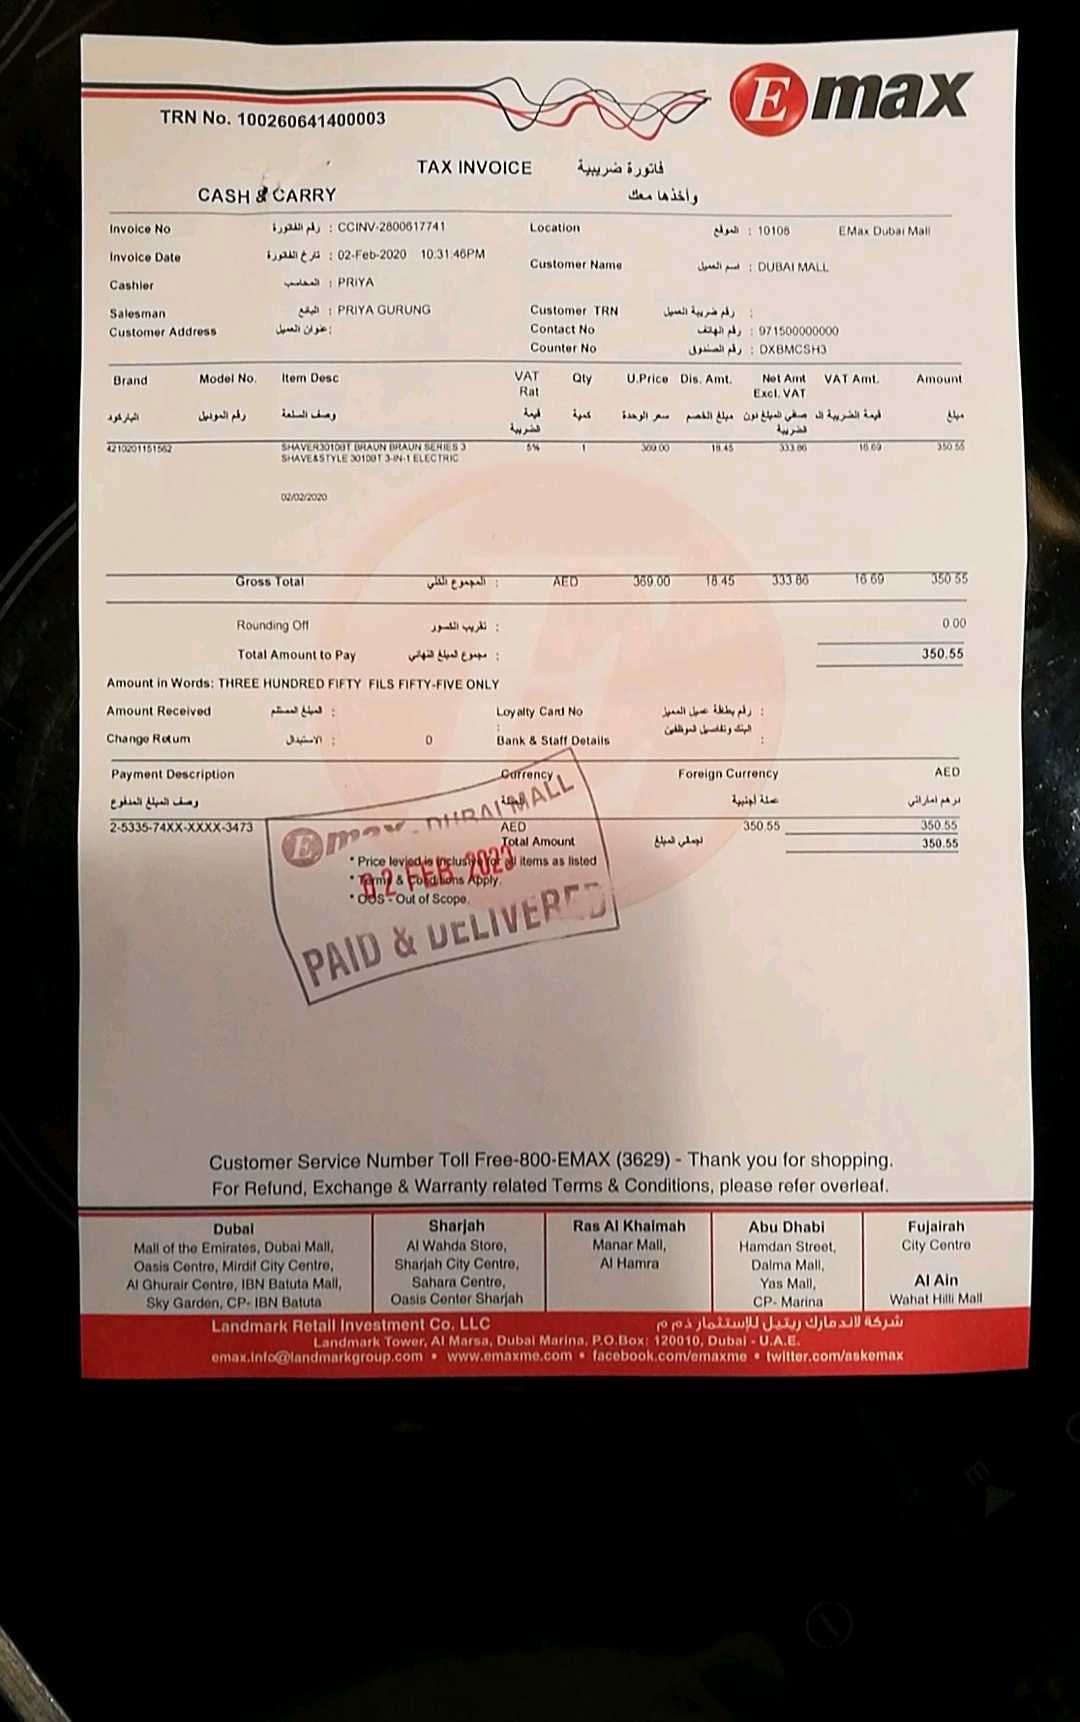 Emax
TRN No. 100260641400003
TAX INVOICE فاتورة ضريبية
CASH & CARRY وأخذها معك
Invoice No رقم الفاتورة : CCINV-2800617741
Location الموقع : 10106 EMax Dubai Mall
Invoice Date تارخ الفاتورة : 02-Feb-2020 10:31:46PM
Customer Name اسم العميل : DUBAI MALL
Cashier المحاسب : PRIYA
Salesman البائع : PRIYA GURUNG
Customer TRN رقم ضريبة العميل :
Customer Address عنوان العميل :
Contact No رقم الهاتف : 971500000000
Counter No رقم الصندوق : DXBMCSH3
Brand Model No. Item Desc VAT Rat Qty U.Price Dis. Amt. Net Amt Excl. VAT VAT Amt. Amount
الباركود رقم الموديل وصف السلعة قيمة الضريبة كمية سعر الوحدة مبلغ الخصم صافي المبلغ دون الضريبة قيمة الضريبة ال مبلغ
4210201151562 SHAVER3010BT BRAUN BRAUN SERIES 3 5% 1 369.00 18.45 333.86 16.69 350.55
SHAVE&STYLE 3010BT 3-IN-1 ELECTRIC
02/02/2020
Gross Total المجموع الكلي : AED 369.00 18.45 333.86 16.69 350.55
Rounding Off تقريب الكسور : 0.00
Total Amount to Pay مجموع المبلغ النهائي : 350.55
Amount in Words: THREE HUNDRED FIFTY FILS FIFTY-FIVE ONLY
Amount Received المبلغ المستلم :
Loyalty Card No رقم بطاقة عميل المميز :
Change Return الاستبدال : 0
Bank & Staff Details : البنك وتفاصيل الموظفين :
Payment Description Currency Foreign Currency AED
وصف المبلغ المدفوع العملة عملة أجنبية درهم اماراتي
2-5335-74XX-XXXX-3473 AED 350.55 350.55
Total Amount اجمالي المبلغ 350.55
* Price levied is inclusive for all items as listed
* Terms & Conditions Apply.
* OOS - Out of Scope.
Emax - DUBAI MALL
02 FEB 2023
PAID & DELIVERED
Customer Service Number Toll Free-800-EMAX (3629) - Thank you for shopping.
For Refund, Exchange & Warranty related Terms & Conditions, please refer overleaf.
Dubai
Mall of the Emirates, Dubai Mall,
Oasis Centre, Mirdif City Centre,
Al Ghurair Centre, IBN Batuta Mall,
Sky Garden, CP- IBN Batuta
Sharjah
Al Wahda Store,
Sharjah City Centre,
Sahara Centre,
Oasis Center Sharjah
Ras Al Khaimah
Manar Mall,
Al Hamra
Abu Dhabi
Hamdan Street,
Dalma Mall,
Yas Mall,
CP- Marina
Fujairah
City Centre
Al Ain
Wahat Hilli Mall
Landmark Retail Investment Co. LLC شركة لاندمارك ريتيل للإستثمار ذ م م
Landmark Tower, Al Marsa, Dubai Marina, P.O.Box: 120010, Dubai - U.A.E.
emax.info@landmarkgroup.com • www.emaxme.com • facebook.com/emaxme • twitter.com/askemax